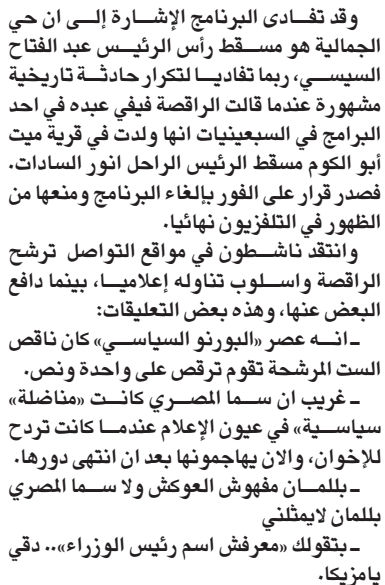 وقد تفادى البرنامج الإشارة إلى ان حي
الجمالية هو مسقط رأس الرئيس عبد الفتاح
السيسي، ربما تفاديا لتكرار حادثة تاريخية
مشهورة عندما قالت الراقصة فيفي عبده في احد
البرامج في السبعينيات انها ولدت في قرية ميت
أبو الكوم مسقط الرئيس الراحل انور السادات.
فصدر قرار على الفور بإلغاء البرنامج ومنعها من
الظهور في التلفزيون نهائيا.
وانتقد ناشطون في مواقع التواصل ترشح
الراقصة واسلوب تناوله إعلاميا، بينما دافع
البعض عنها، وهذه بعض التعليقات:
ـ انه عصر «البورنو السياسي» كان ناقص
الست المرشحة تقوم ترقص على واحدة ونص.
ـ غريب ان سما المصري كانت «مناضلة»
سياسية» في عيون الإعلام عندما كانت تردح
للإخوان، والان يهاجمونها بعد ان انتهى دورها.
ـ بللمان مفهوش العوكش ولا سما المصري
بللمان لايمثلني
ـ بتقولك «معرفش اسم رئيس الوزراء».. دقي
يامزيكا.